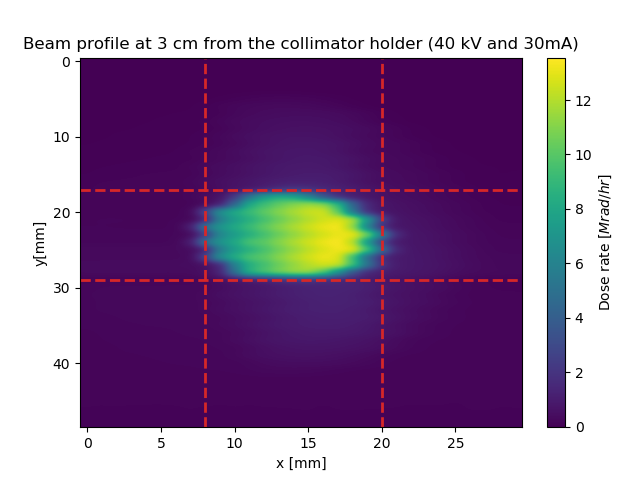 Beam profile at 3 cm from the collimator holder (40 kV and 30mA)
0
10
20
30
40
y[mm]
0 5 10 15 20 25
x [mm]
12
10
8
6
4
2
0
Dose rate [Mrad/hr]